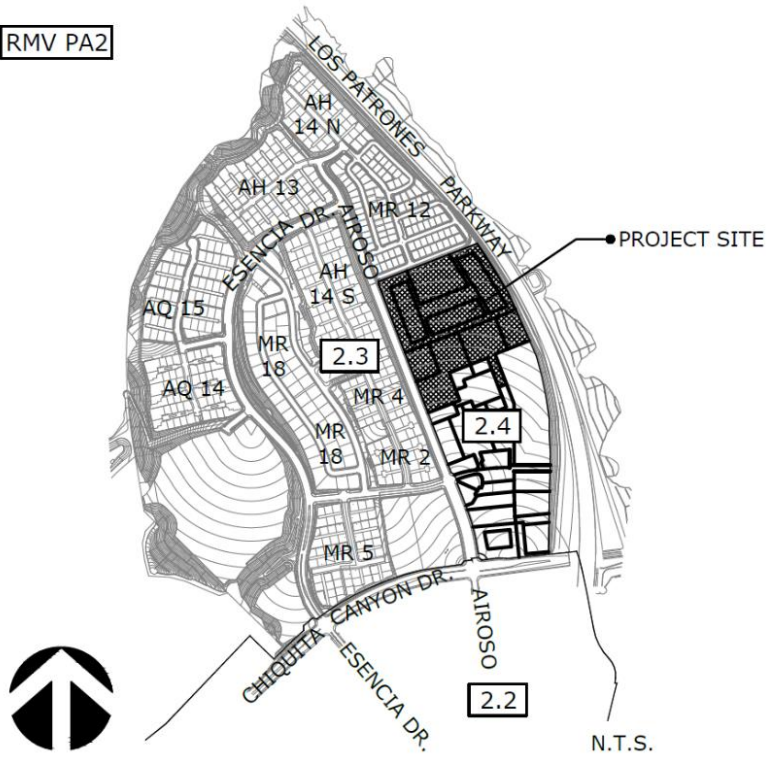 RMV PA2
LOS PATRONES
PARKWAY
AH
14 N
AH 13
MR 12
ESENCIA DR.
AIROSO
PROJECT SITE
AH
14 S
AQ 15
MR
18
2.3
AQ 14
MR 4
2.4
MR
18
MR 2
MR 5
CHIQUITA CANYON DR.
AIROSO
ESENCIA DR.
2.2
N.T.S.